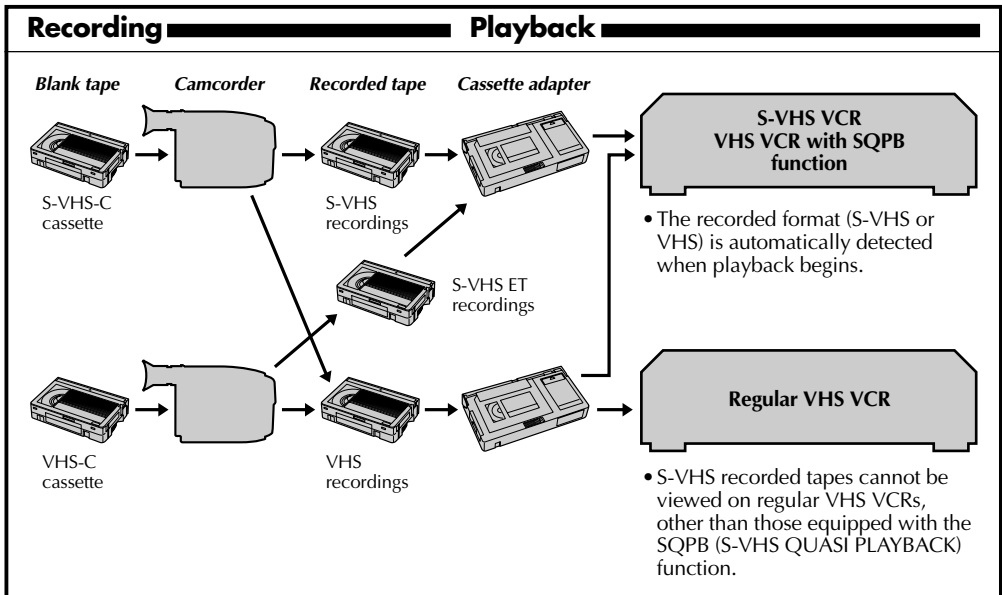 Recording
Playback
Blank tape
Camcorder
Recorded tape
Cassette adapter
S-VHS-C
cassette
S-VHS
recordings
S-VHS VCR
VHS VCR with SQPB
function
• The recorded format (S-VHS or
VHS) is automatically detected
when playback begins.
S-VHS ET
recordings
VHS-C
cassette
VHS
recordings
Regular VHS VCR
• S-VHS recorded tapes cannot be
viewed on regular VHS VCRs,
other than those equipped with the
SQPB (S-VHS QUASI PLAYBACK)
function.